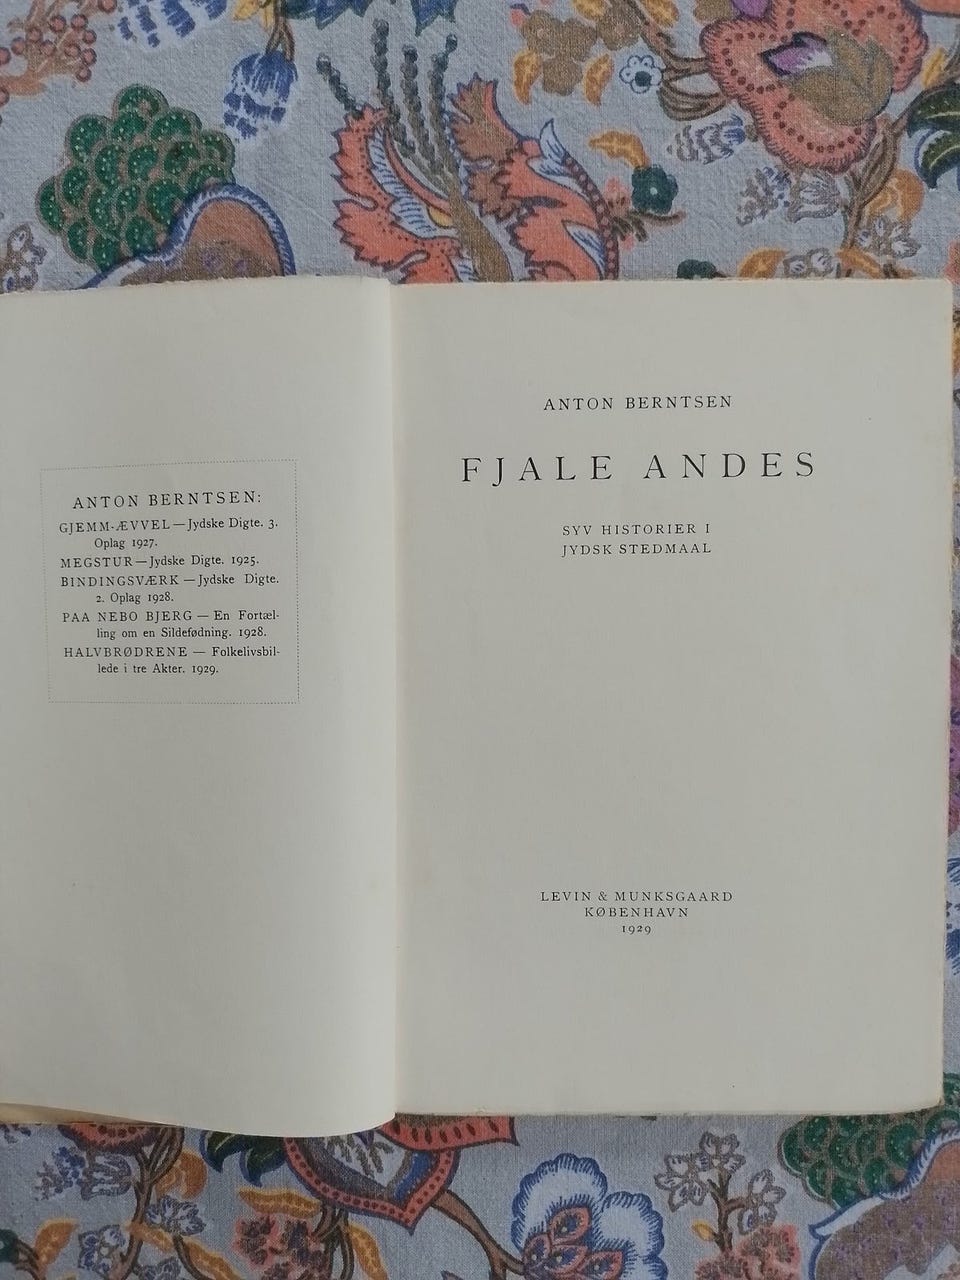 ANTON BERNTSEN:
GJEMM-ÆVVEL—Jydske Digte. 3.
Oplag 1927.
MEGSTUR—Jydske Digte. 1925.
BINDINGSVÆRK — Jydske Digte.
2. Oplag 1928.
PAA NEBO BJERG — En Fortæl-
ling om en Sildefødning. 1928.
HALVBRØDRENE — Folkelivsbil-
lede i tre Akter. 1929.
ANTON BERNTSEN
FJALE ANDES
SYV HISTORIER I
JYDSK STEDMAAL
LEVIN & MUNKSGAARD
KØBENHAVN
1929